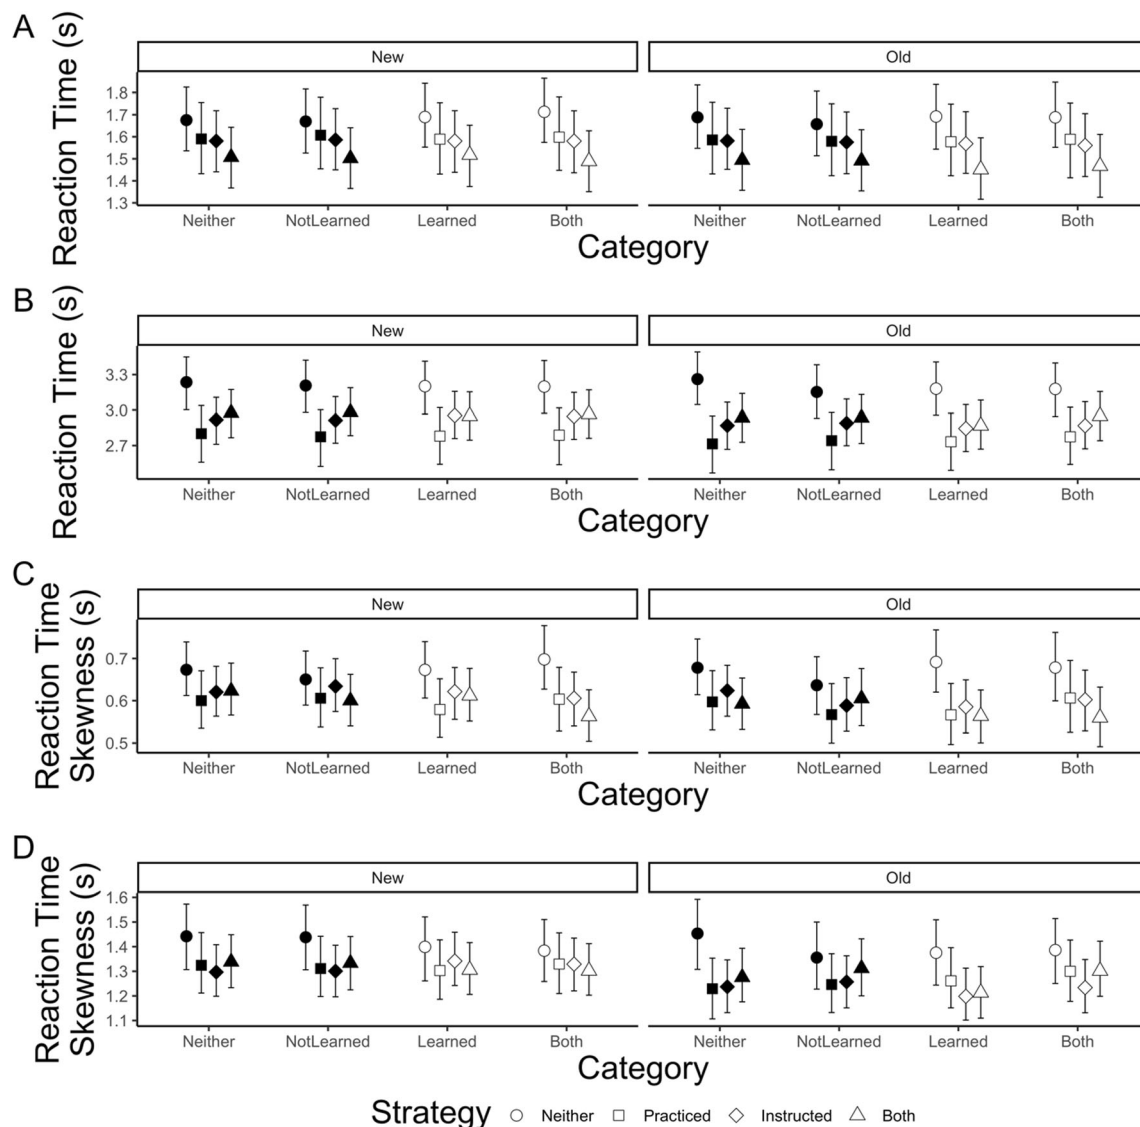 A
Reaction Time (s)
New
Old
1.8
1.7
1.6
1.5
1.4
1.3
Neither NotLearned Learned Both
Neither NotLearned Learned Both
Category
B
Reaction Time (s)
New
Old
3.3
3.0
2.7
Neither NotLearned Learned Both
Neither NotLearned Learned Both
Category
C
Reaction Time
Skewness (s)
New
Old
0.7
0.6
0.5
Neither NotLearned Learned Both
Neither NotLearned Learned Both
Category
D
Reaction Time
Skewness (s)
New
Old
1.6
1.5
1.4
1.3
1.2
1.1
Neither NotLearned Learned Both
Neither NotLearned Learned Both
Category
Strategy Neither Practiced Instructed Both